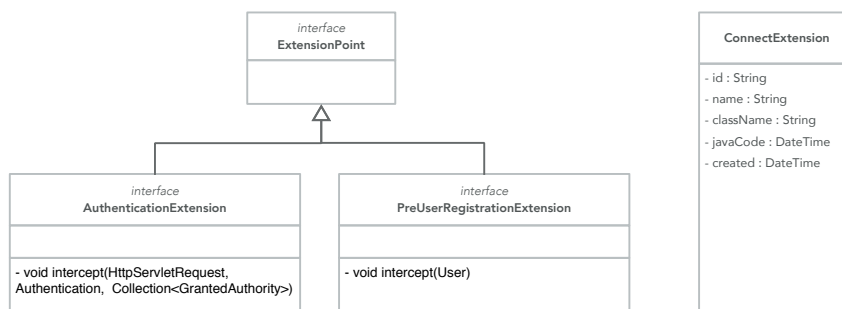 interface
ExtensionPoint
ConnectExtension
- id : String
- name : String
- className : String
- javaCode : DateTime
- created : DateTime
interface
AuthenticationExtension
- void intercept(HttpServletRequest,
Authentication, Collection<GrantedAuthority>)
interface
PreUserRegistrationExtension
- void intercept(User)